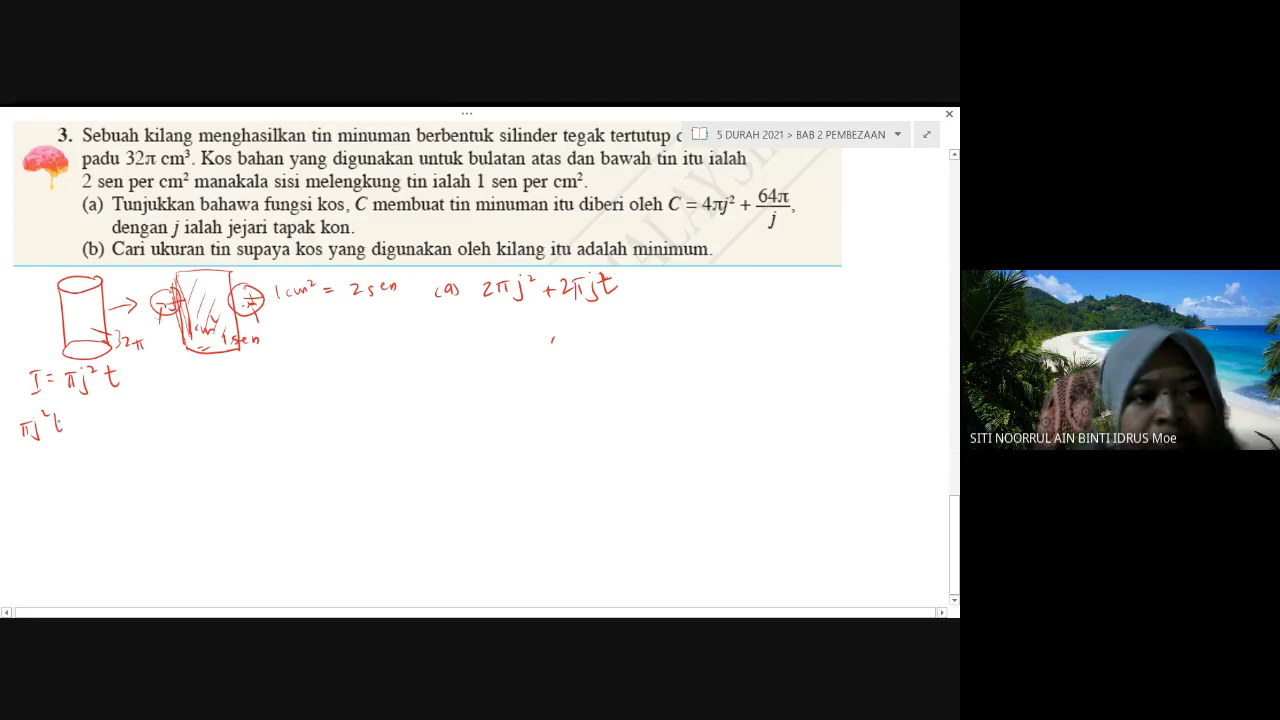 3. Sebuah kilang menghasilkan tin minuman berbentuk silinder tegak tertutup
5 DURAH 2021 > BAB 2 PEMBEZAAN
padu 32π cm³. Kos bahan yang digunakan untuk bulatan atas dan bawah tin itu ialah
2 sen per cm² manakala sisi melengkung tin ialah 1 sen per cm².
(a) Tunjukkan bahawa fungsi kos, C membuat tin minuman itu diberi oleh C = 4πj² + 64π/j,
dengan j ialah jejari tapak kon.
(b) Cari ukuran tin supaya kos yang digunakan oleh kilang itu adalah minimum.
1 cm² = 2 sen
(a) 2πj² + 2πjt
1 sen
32π
I = πj²t
πj²t
SITI NOORRUL AIN BINTI IDRUS Moe